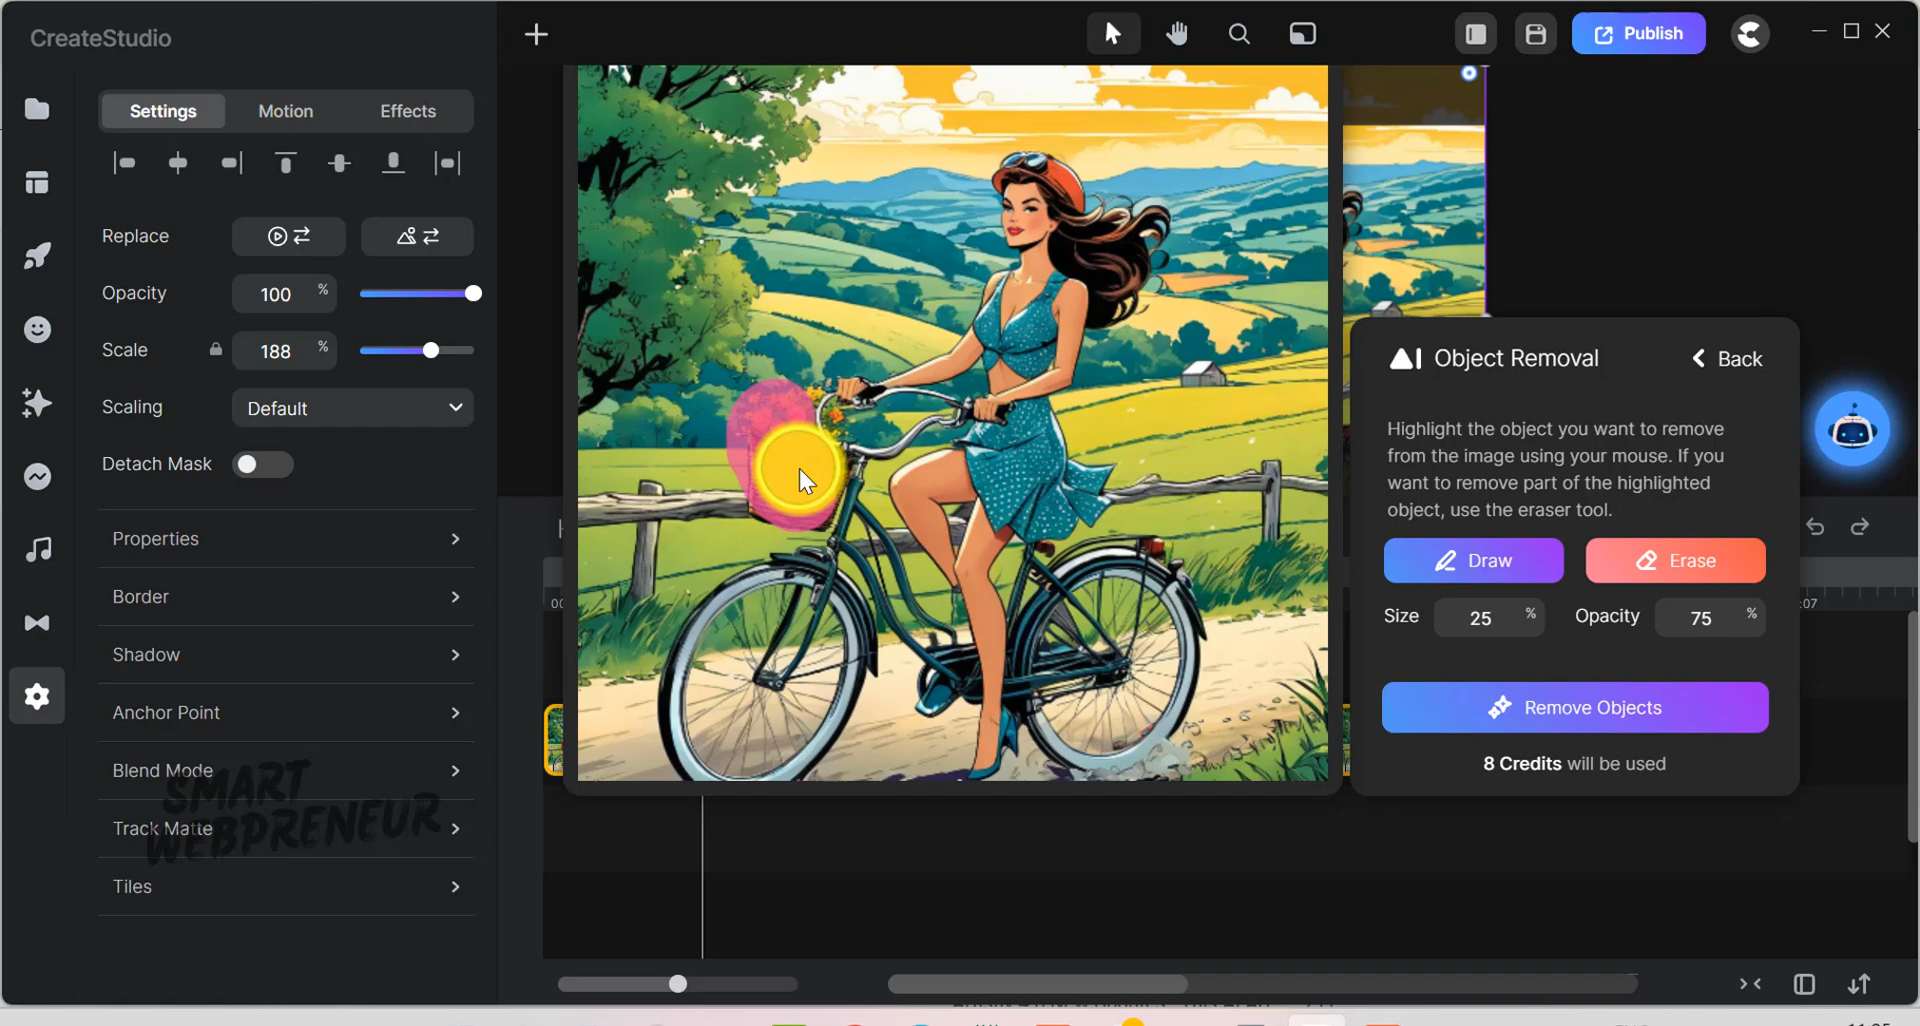 CreateStudio
Publish
Settings
Motion
Effects
Replace
Opacity
100 %
Scale
188 %
Scaling
Default
Detach Mask
Properties
Border
Shadow
Anchor Point
Blend Mode
Track Matte
Tiles
SMART
WEBPRENEUR
AI Object Removal
Back
Highlight the object you want to remove
from the image using your mouse. If you
want to remove part of the highlighted
object, use the eraser tool.
Draw
Erase
Size
25 %
Opacity
75 %
Remove Objects
8 Credits will be used
:07